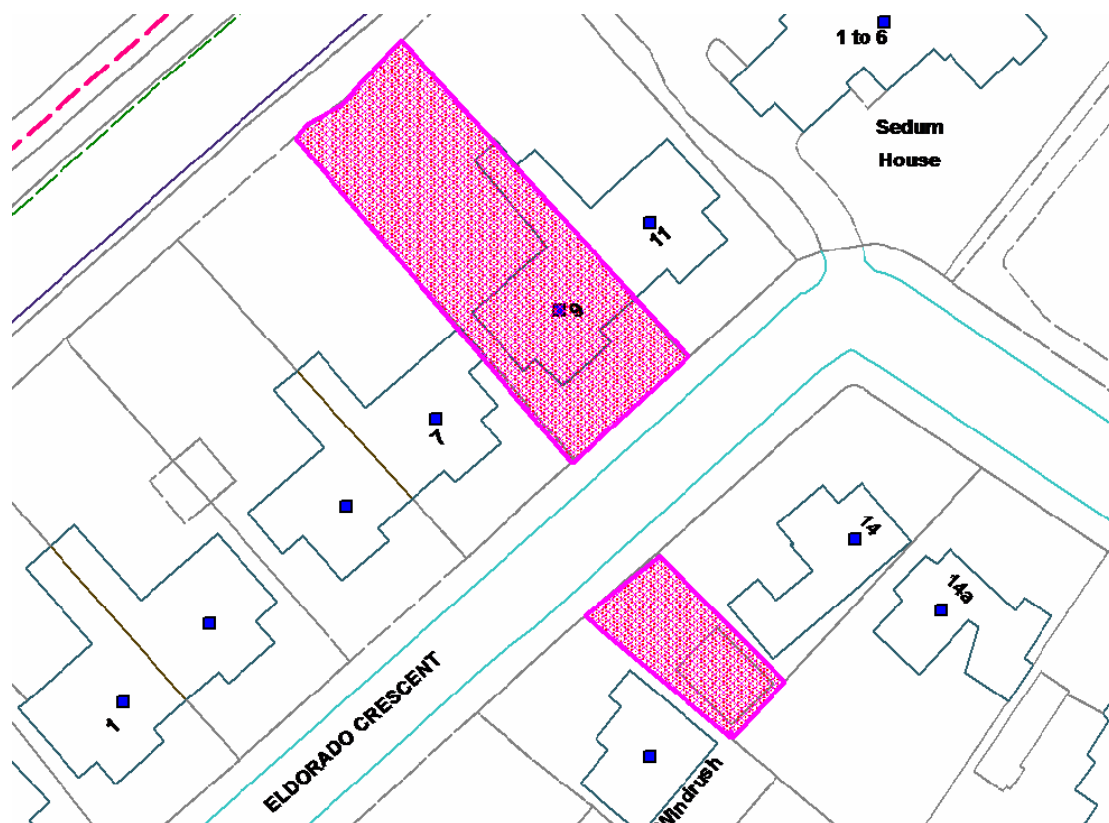 1 to 6
Sedum
House
11
9
7
14
14a
1
ELDORADO CRESCENT
Windrush